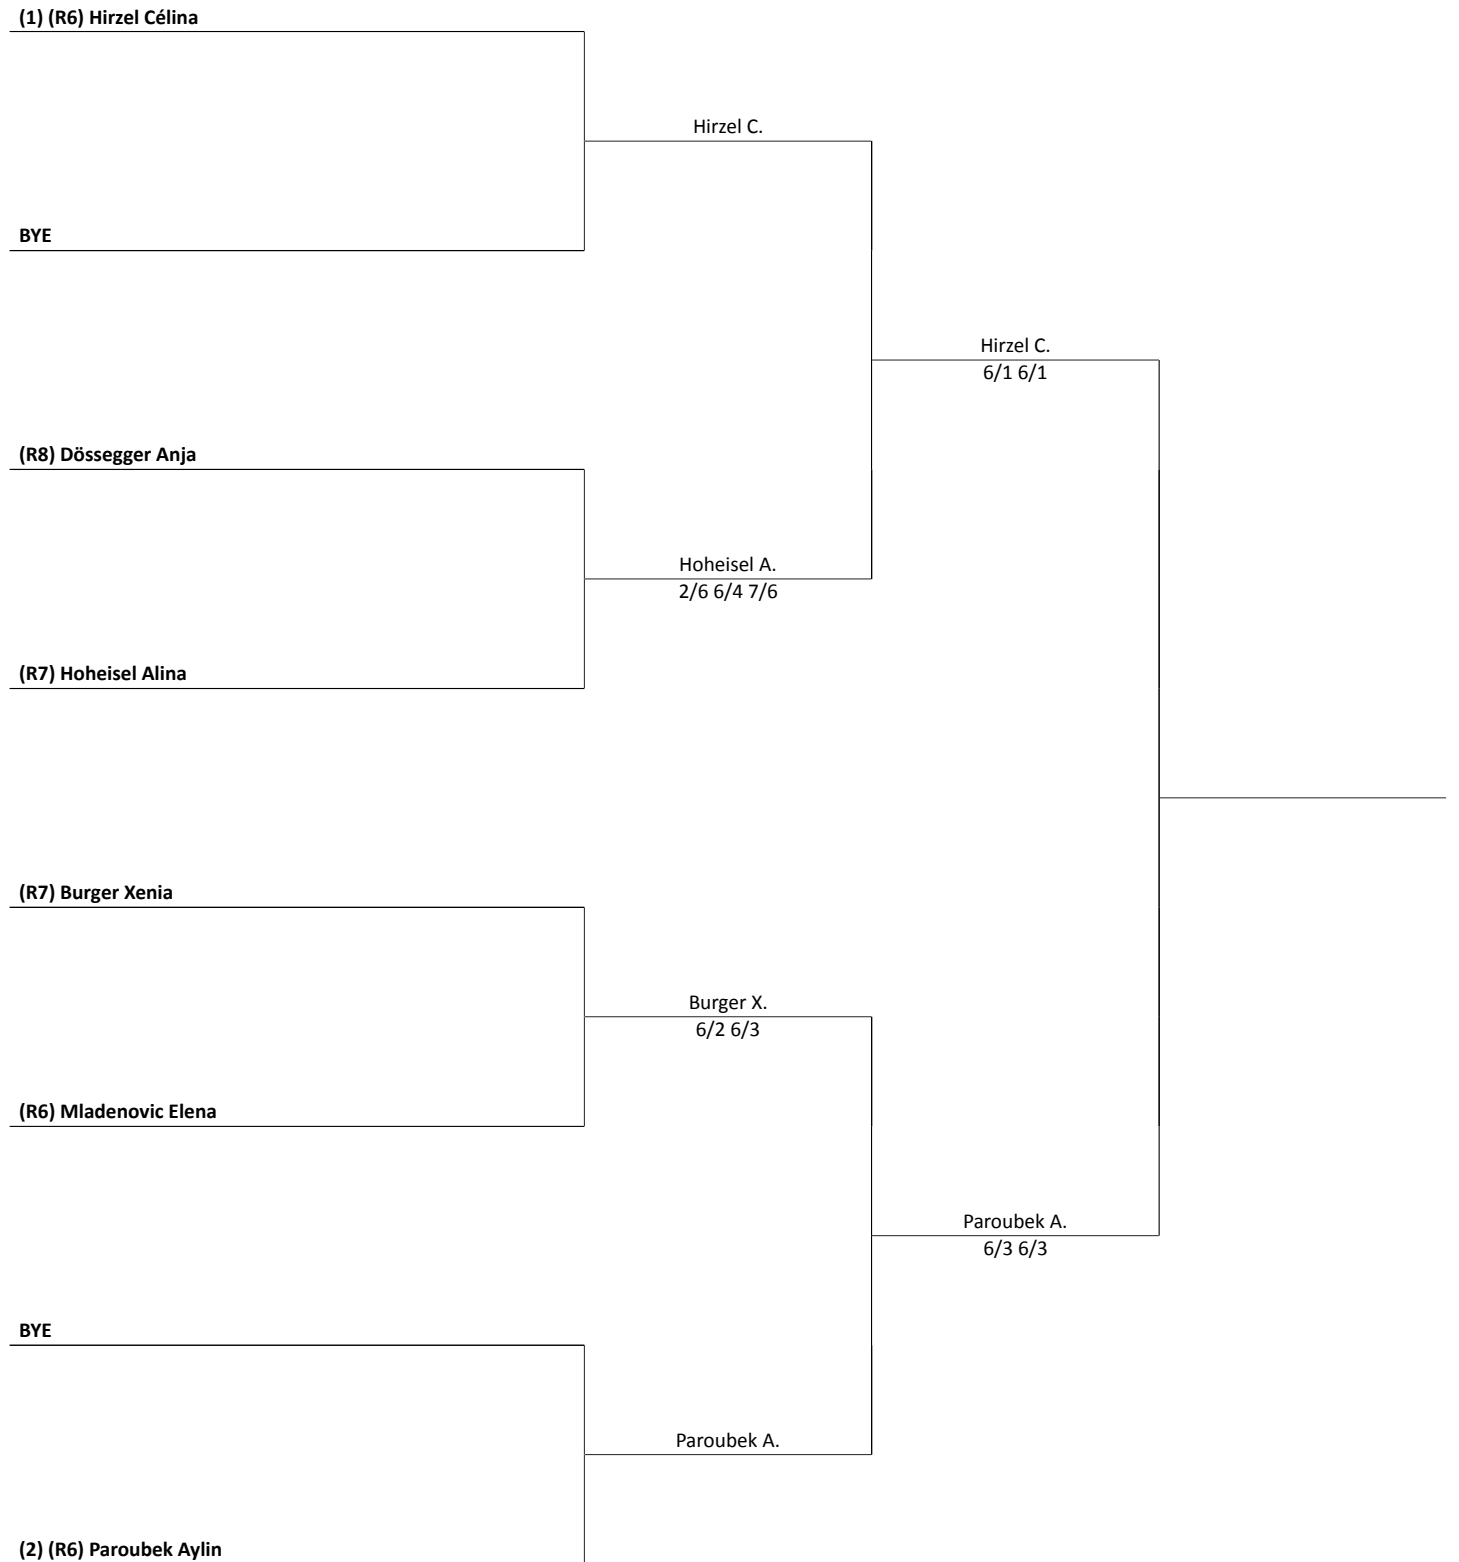 (1) (R6) Hirzel Célina
Hirzel C.
BYE
Hirzel C.
6/1 6/1
(R8) Dössegger Anja
Hoheisel A.
2/6 6/4 7/6
(R7) Hoheisel Alina
(R7) Burger Xenia
Burger X.
6/2 6/3
(R6) Mladenovic Elena
Paroubek A.
6/3 6/3
BYE
Paroubek A.
(2) (R6) Paroubek Aylin